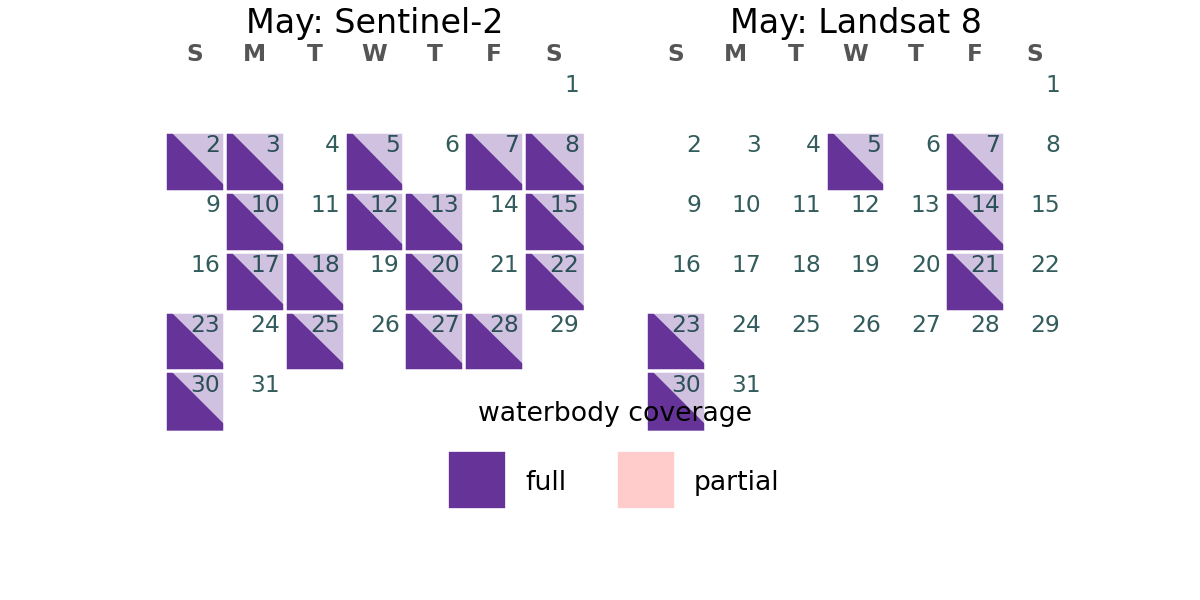 May: Sentinel-2
S M T W T F S
1
2 3 4 5 6 7 8
9 10 11 12 13 14 15
16 17 18 19 20 21 22
23 24 25 26 27 28 29
30 31
May: Landsat 8
S M T W T F S
1
2 3 4 5 6 7 8
9 10 11 12 13 14 15
16 17 18 19 20 21 22
23 24 25 26 27 28 29
30 31
waterbody coverage
full partial